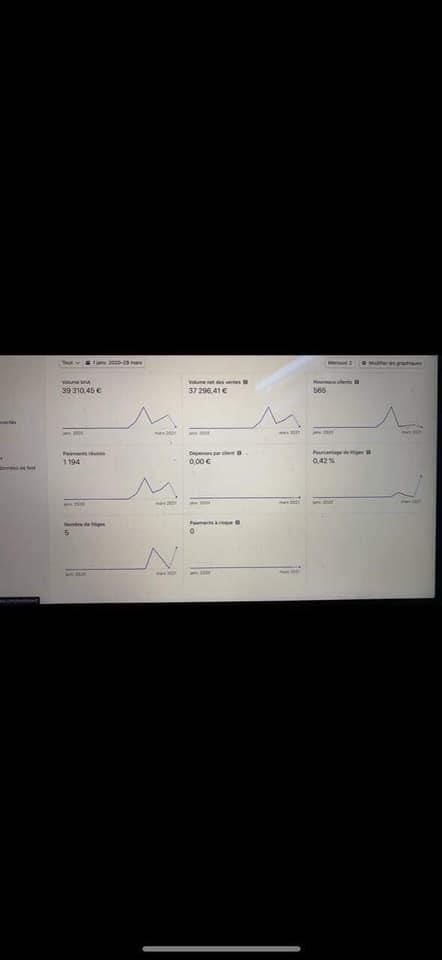 Tout
1 janv. 2020–29 mars
Mensuel
Modifier les graphiques
Volume brut
39 310,45 €
janv. 2020
mars 2021
Volume net des ventes
37 296,41 €
janv. 2020
mars 2021
Nouveaux clients
565
janv. 2020
mars 2021
Paiements réussis
1 194
janv. 2020
mars 2021
Dépenses par client
0,00 €
janv. 2020
mars 2021
Pourcentage de litiges
0,42 %
janv. 2020
mars 2021
Nombre de litiges
5
janv. 2020
mars 2021
Paiements à risque
0
janv. 2020
mars 2021
données de test